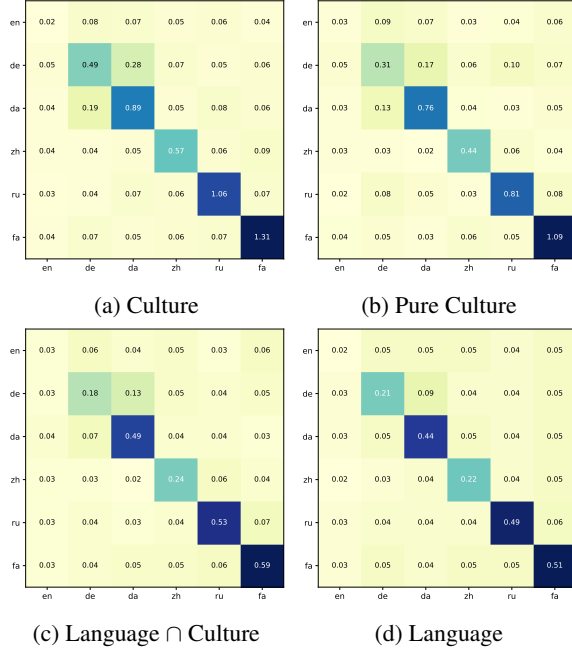 en 0.02 0.08 0.04 0.07 0.06 0.04
de 0.05 0.49 0.28 0.07 0.05 0.06
da 0.04 0.19 0.89 0.05 0.08 0.06
zh 0.04 0.04 0.05 0.57 0.06 0.09
ru 0.03 0.04 0.07 0.06 1.06 0.07
fa 0.04 0.07 0.05 0.06 0.07 1.31
en de da zh ru fa
(a) Culture
en 0.03 0.09 0.07 0.03 0.04 0.06
de 0.05 0.31 0.17 0.06 0.10 0.07
da 0.03 0.13 0.76 0.04 0.03 0.05
zh 0.03 0.03 0.02 0.44 0.06 0.04
ru 0.02 0.08 0.05 0.03 0.81 0.06
fa 0.04 0.05 0.03 0.06 0.05 1.09
en de da zh ru fa
(b) Pure Culture
en 0.03 0.06 0.04 0.05 0.03 0.06
de 0.03 0.18 0.13 0.05 0.04 0.05
da 0.04 0.07 0.49 0.04 0.04 0.03
zh 0.03 0.03 0.02 0.24 0.06 0.04
ru 0.03 0.04 0.03 0.04 0.53 0.07
fa 0.03 0.04 0.05 0.05 0.06 0.59
en de da zh ru fa
(c) Language ∩ Culture
en 0.02 0.05 0.05 0.05 0.04 0.05
de 0.03 0.21 0.09 0.04 0.04 0.05
da 0.03 0.05 0.44 0.04 0.04 0.05
zh 0.02 0.03 0.04 0.22 0.04 0.05
ru 0.03 0.04 0.04 0.04 0.49 0.06
fa 0.03 0.05 0.04 0.05 0.05 0.51
en de da zh ru fa
(d) Language